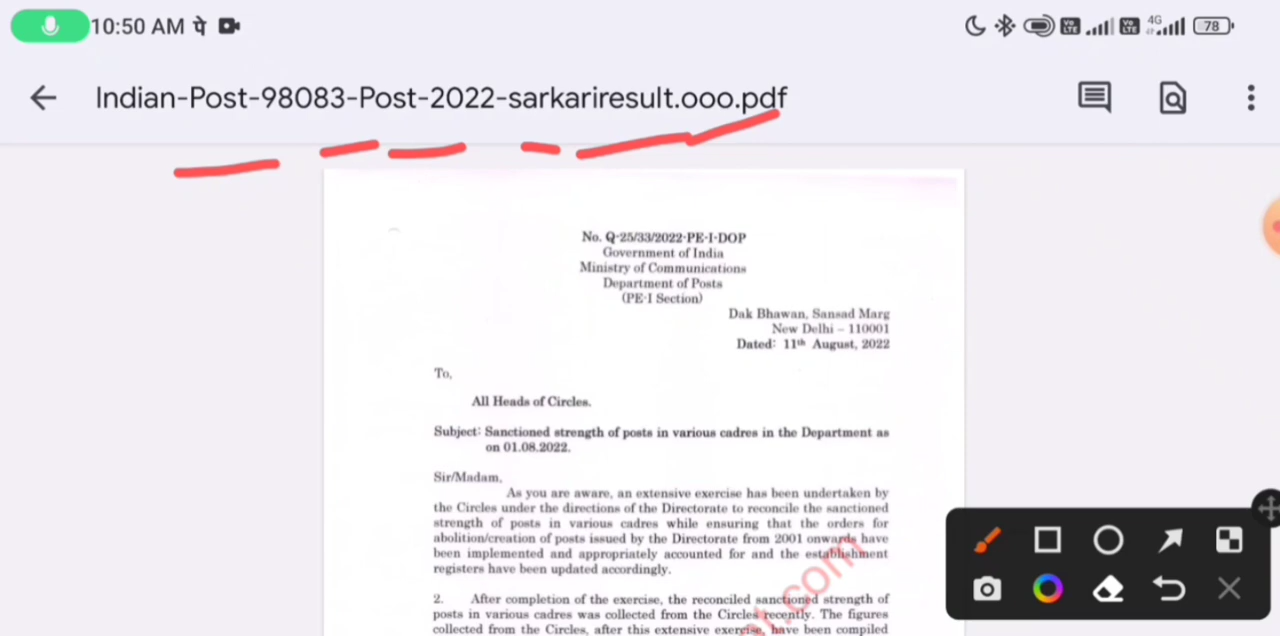 10:50 AM पे
Vo LTE Vo LTE 4G 78
Indian-Post-98083-Post-2022-sarkariresult.ooo.pdf
No. Q-25/33/2022-PE-I-DOP
Government of India
Ministry of Communications
Department of Posts
(PE-I Section)
Dak Bhawan, Sansad Marg
New Delhi – 110001
Dated: 11th August, 2022
To,
All Heads of Circles.
Subject: Sanctioned strength of posts in various cadres in the Department as
on 01.08.2022.
Sir/Madam,
As you are aware, an extensive exercise has been undertaken by
the Circles under the directions of the Directorate to reconcile the sanctioned
strength of posts in various cadres while ensuring that the orders for
abolition/creation of posts issued by the Directorate from 2001 onwards have
been implemented and appropriately accounted for and the establishment
registers have been updated accordingly.
2. After completion of the exercise, the reconciled sanctioned strength of
posts in various cadres was collected from the Circles recently. The figures
collected from the Circles, after this extensive exercise, have been compiled